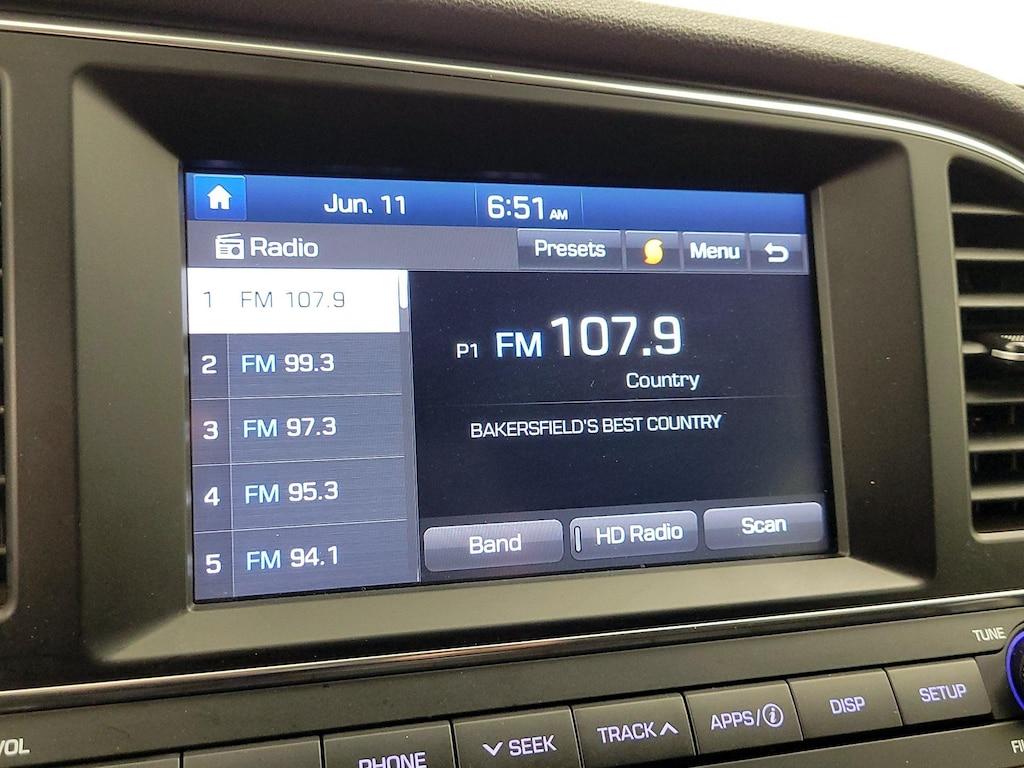 Jun. 11 6:51 AM
Radio Presets Menu
1 FM 107.9
2 FM 99.3
3 FM 97.3
4 FM 95.3
5 FM 94.1
P1 FM 107.9
Country
BAKERSFIELD'S BEST COUNTRY
Band HD Radio Scan
TUNE
VOL PHONE SEEK TRACK APPS/i DISP SETUP